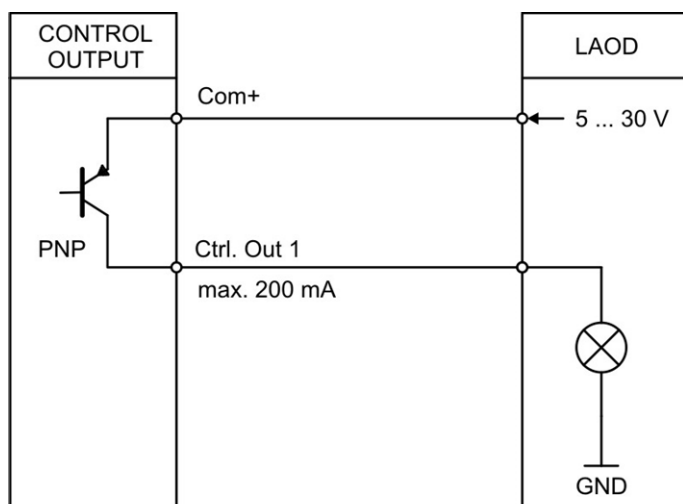 CONTROL
OUTPUT
LAOD
Com+
5 ... 30 V
PNP
Ctrl. Out 1
max. 200 mA
GND